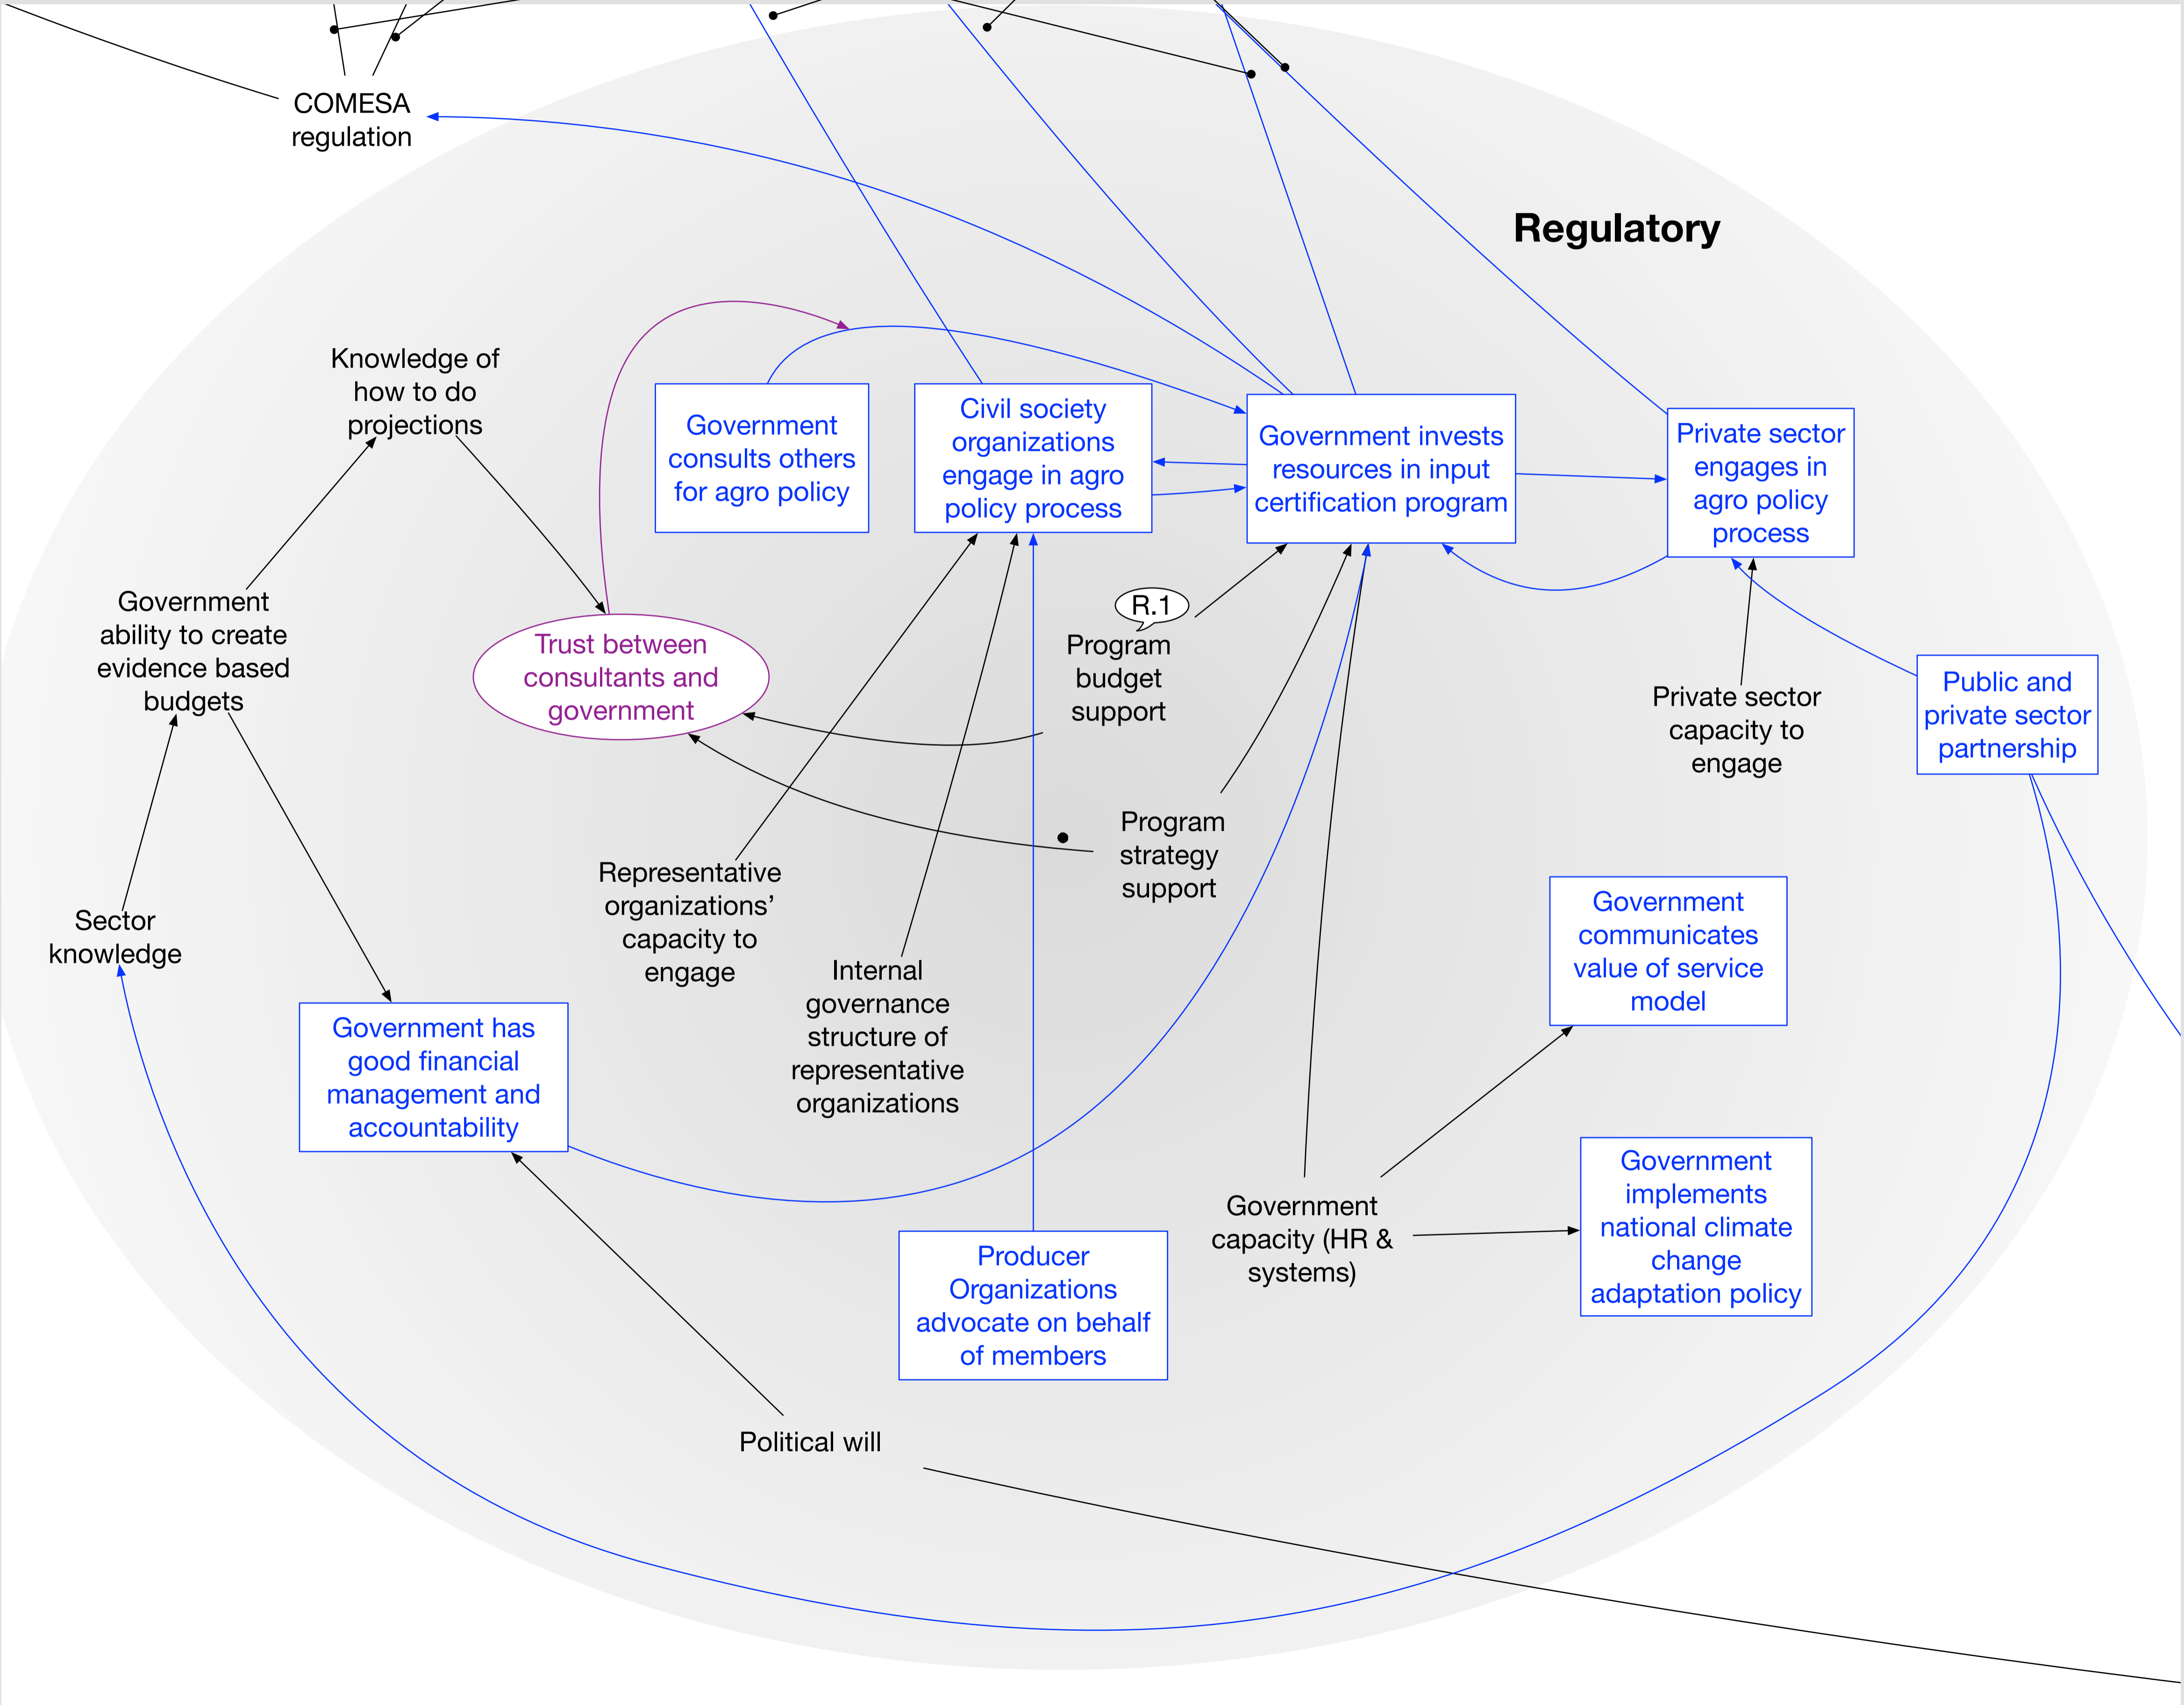 COMESA
regulation
Regulatory
Knowledge of
how to do
projections
Government
consults others
for agro policy
Civil society
organizations
engage in agro
policy process
Government invests
resources in input
certification program
Private sector
engages in
agro policy
process
Government
ability to create
evidence based
budgets
Trust between
consultants and
government
R.1
Program
budget
support
Private sector
capacity to
engage
Public and
private sector
partnership
Program
strategy
support
Representative
organizations’
capacity to
engage
Sector
knowledge
Internal
governance
structure of
representative
organizations
Government
communicates
value of service
model
Government has
good financial
management and
accountability
Government
capacity (HR &
systems)
Government
implements
national climate
change
adaptation policy
Producer
Organizations
advocate on behalf
of members
Political will